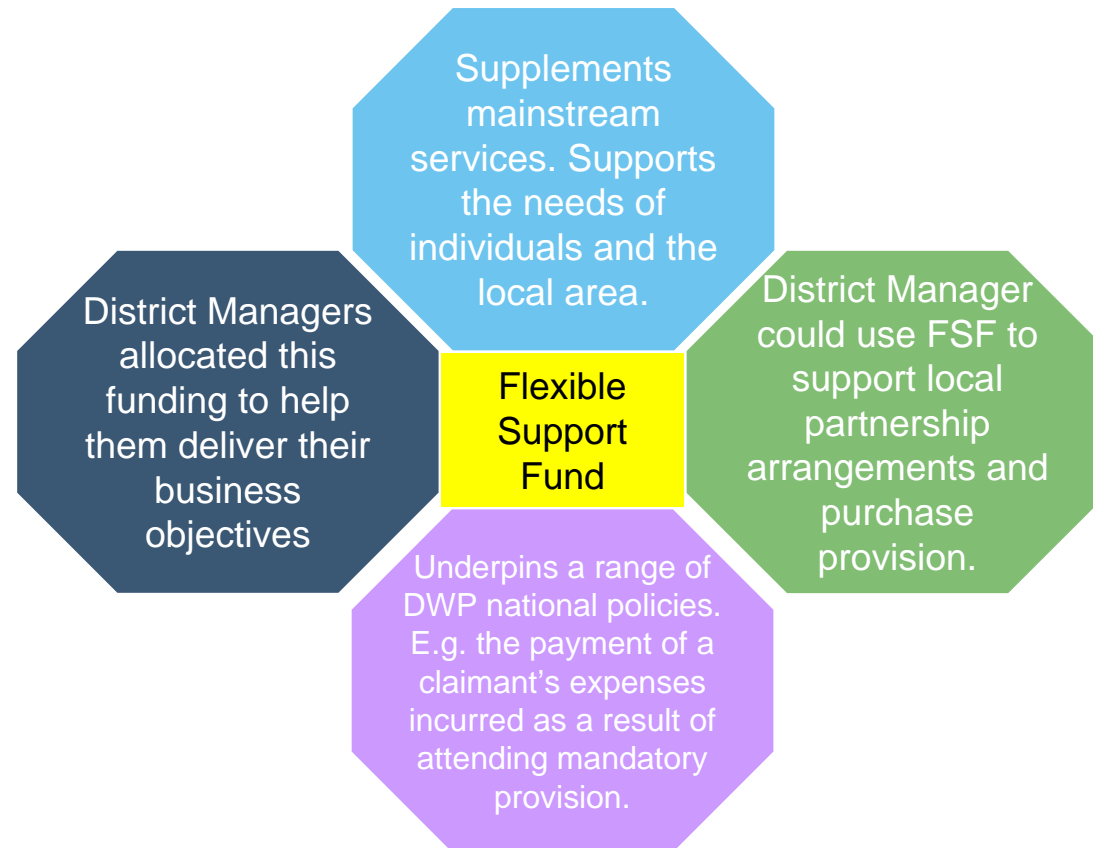 Supplements
mainstream
services. Supports
the needs of
individuals and the
local area.
District Managers
allocated this
funding to help
them deliver their
business
objectives
Flexible
Support
Fund
District Manager
could use FSF to
support local
partnership
arrangements and
purchase
provision.
Underpins a range of
DWP national policies.
E.g. the payment of a
claimant’s expenses
incurred as a result of
attending mandatory
provision.